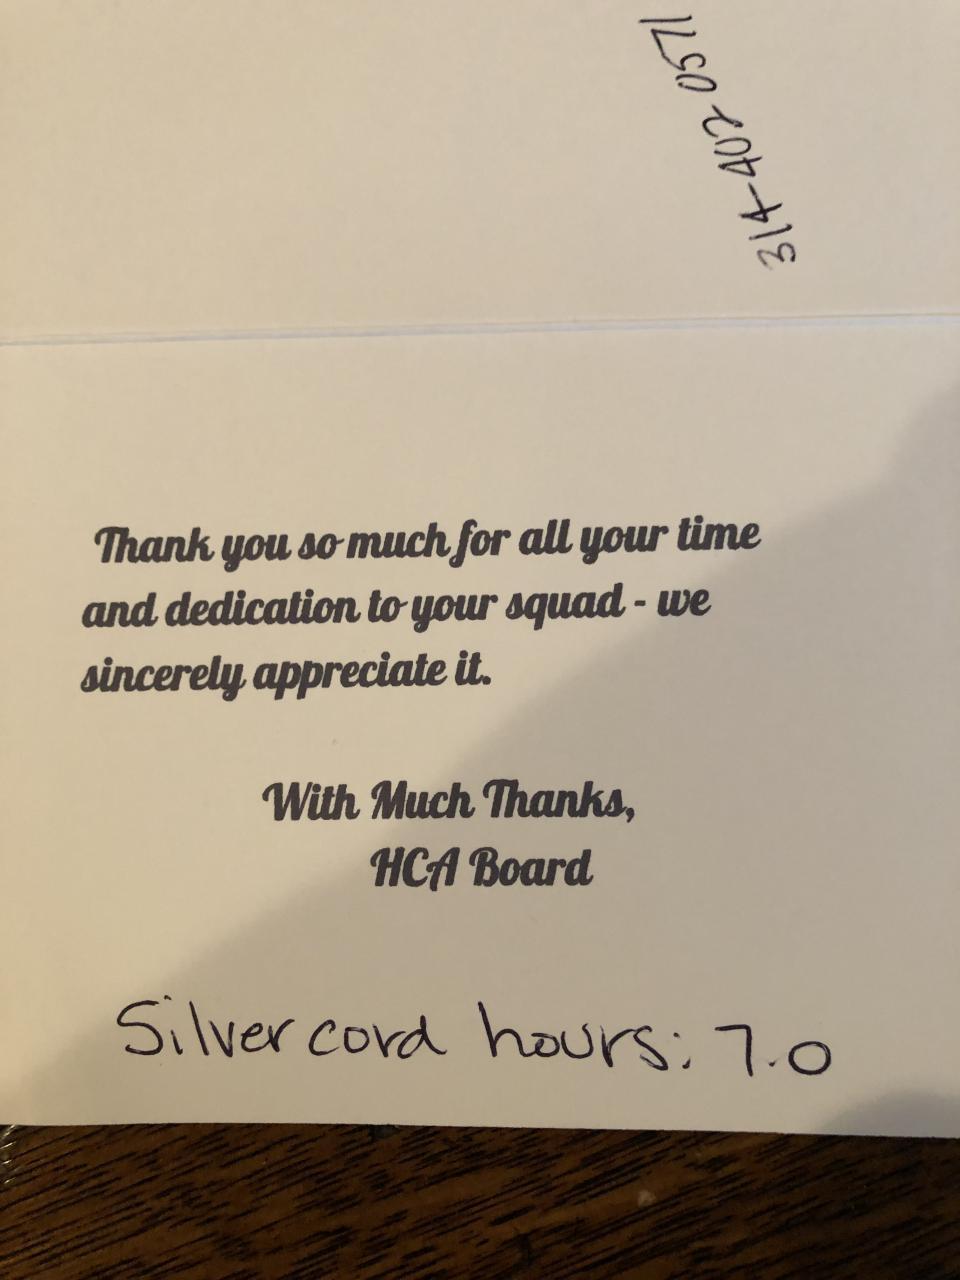 314-402-0571
Thank you so much for all your time
and dedication to your squad - we
sincerely appreciate it.
With Much Thanks,
HCA Board
Silver cord hours: 7.0